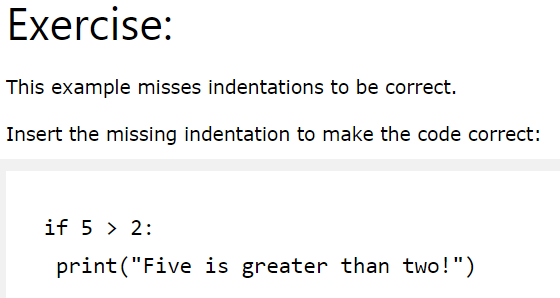 Exercise:
This example misses indentations to be correct.
Insert the missing indentation to make the code correct:
if 5 > 2:
 print("Five is greater than two!")